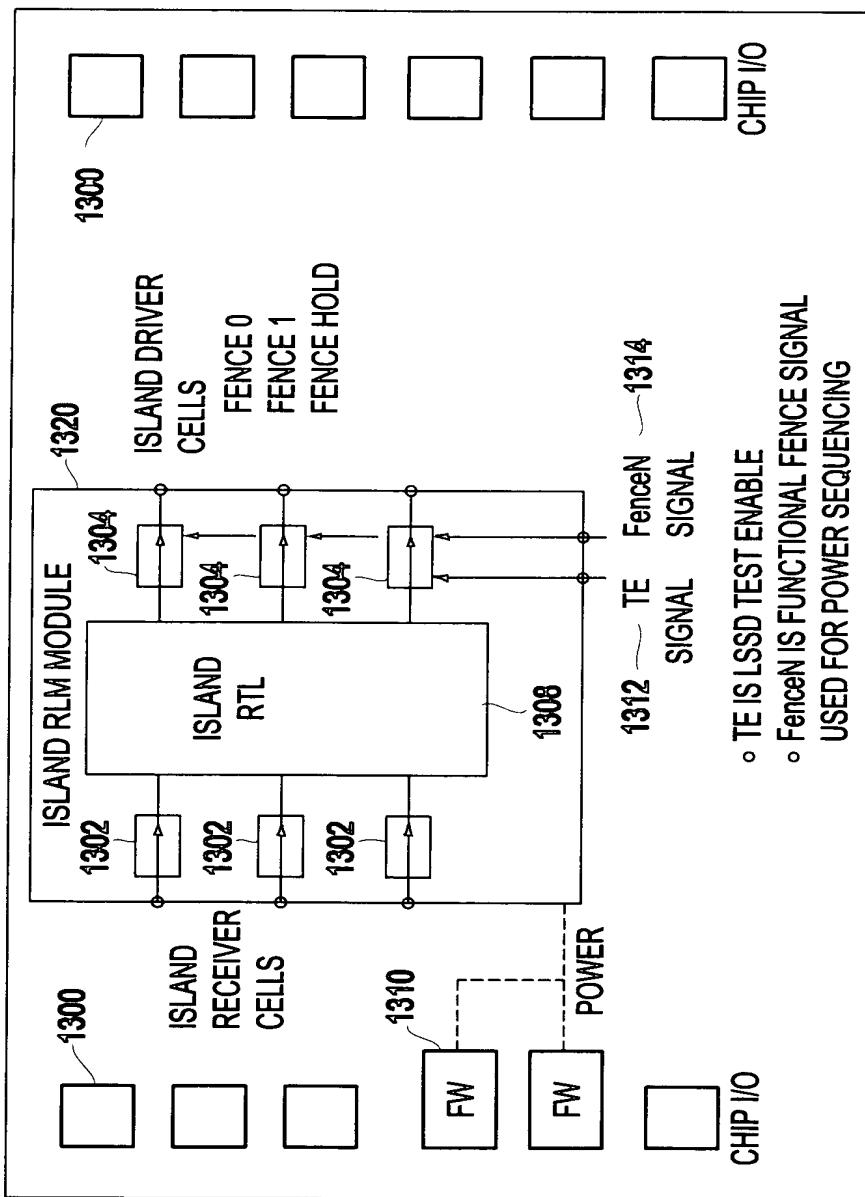 1300
CHIP I/O
ISLAND
RECEIVER
CELLS
1310
FW
FW
POWER
ISLAND RLM MODULE
1302
1302
1302
ISLAND
RTL
1308
1304
1304
1304
1320
ISLAND DRIVER
CELLS
FENCE 0
FENCE 1
FENCE HOLD
1312 TE
SIGNAL
FenceN 1314
SIGNAL
1300
CHIP I/O
TE IS LSSD TEST ENABLE
FenceN IS FUNCTIONAL FENCE SIGNAL
USED FOR POWER SEQUENCING